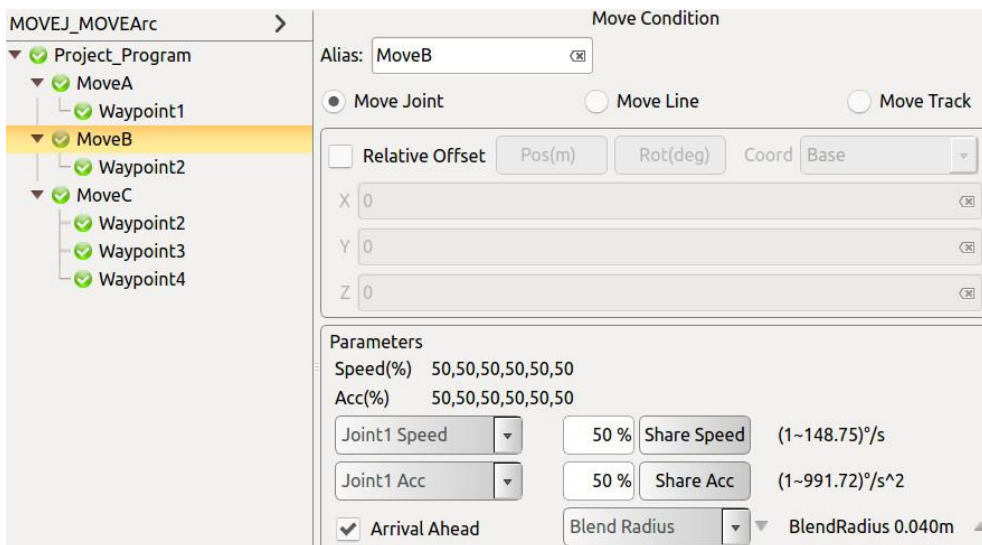 MOVEJ_MOVEArc
Project_Program
MoveA
Waypoint1
MoveB
Waypoint2
MoveC
Waypoint2
Waypoint3
Waypoint4
Move Condition
Alias: MoveB
Move Joint Move Line Move Track
Relative Offset Pos(m) Rot(deg) Coord Base
X 0
Y 0
Z 0
Parameters
Speed(%) 50,50,50,50,50,50
Acc(%) 50,50,50,50,50,50
Joint1 Speed 50 % Share Speed (1~148.75)°/s
Joint1 Acc 50 % Share Acc (1~991.72)°/s^2
Arrival Ahead Blend Radius BlendRadius 0.040m